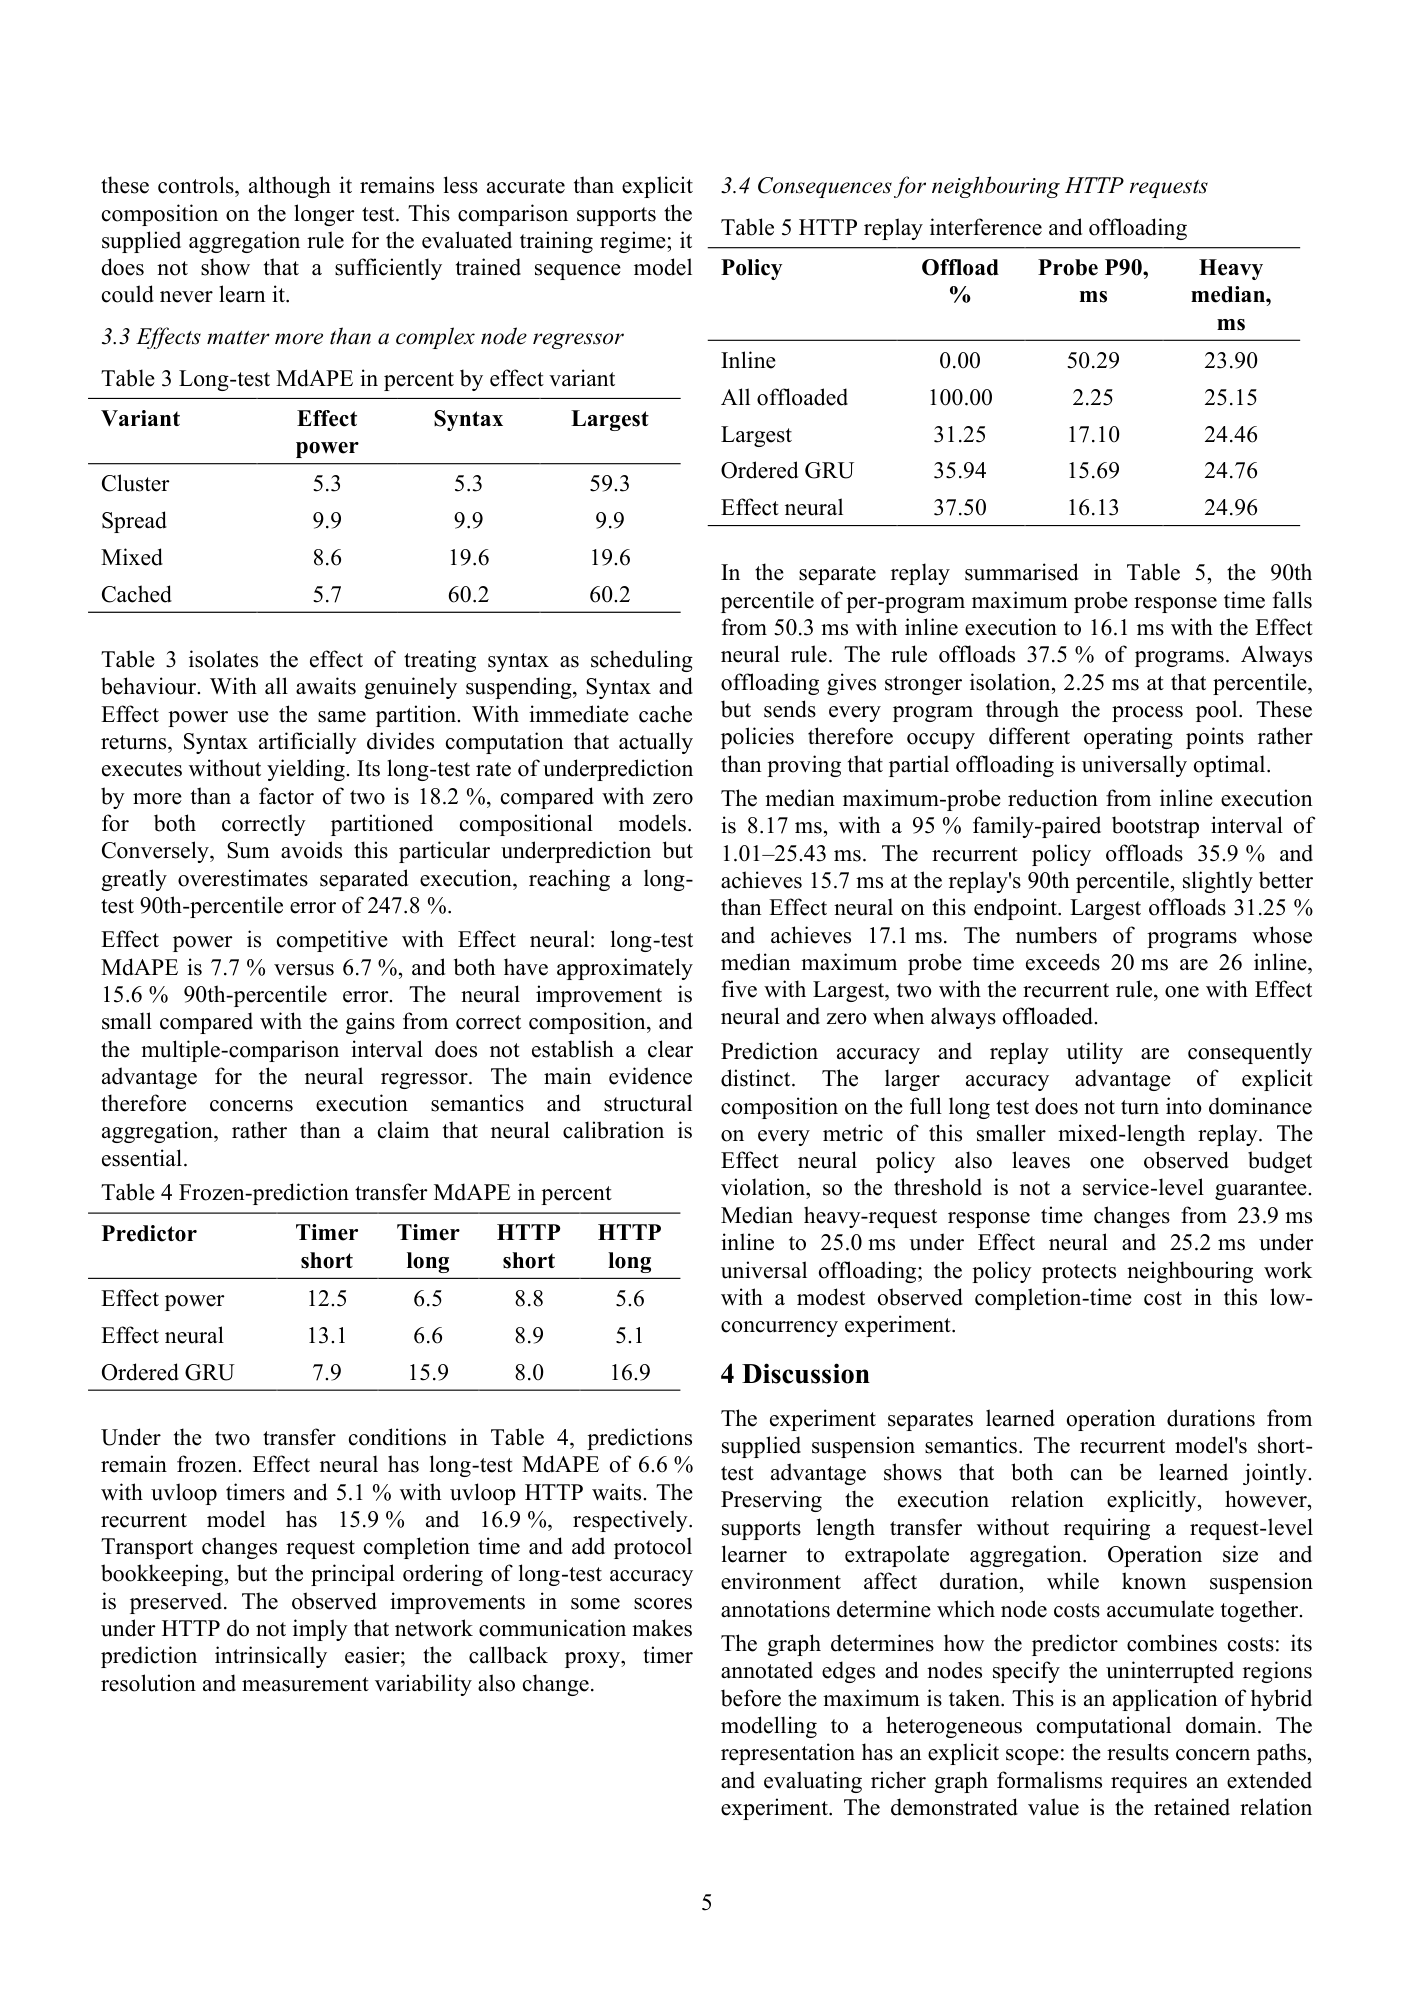 these controls, although it remains less accurate than explicit
composition on the longer test. This comparison supports the
supplied aggregation rule for the evaluated training regime; it
does not show that a sufficiently trained sequence model
could never learn it.
3.3 Effects matter more than a complex node regressor
Table 3 Long-test MdAPE in percent by effect variant
Variant Effect power Syntax Largest
Cluster 5.3 5.3 59.3
Spread 9.9 9.9 9.9
Mixed 8.6 19.6 19.6
Cached 5.7 60.2 60.2
Table 3 isolates the effect of treating syntax as scheduling
behaviour. With all awaits genuinely suspending, Syntax and
Effect power use the same partition. With immediate cache
returns, Syntax artificially divides computation that actually
executes without yielding. Its long-test rate of underprediction
by more than a factor of two is 18.2 %, compared with zero
for both correctly partitioned compositional models.
Conversely, Sum avoids this particular underprediction but
greatly overestimates separated execution, reaching a long-
test 90th-percentile error of 247.8 %.
Effect power is competitive with Effect neural: long-test
MdAPE is 7.7 % versus 6.7 %, and both have approximately
15.6 % 90th-percentile error. The neural improvement is
small compared with the gains from correct composition, and
the multiple-comparison interval does not establish a clear
advantage for the neural regressor. The main evidence
therefore concerns execution semantics and structural
aggregation, rather than a claim that neural calibration is
essential.
Table 4 Frozen-prediction transfer MdAPE in percent
Predictor Timer short Timer long HTTP short HTTP long
Effect power 12.5 6.5 8.8 5.6
Effect neural 13.1 6.6 8.9 5.1
Ordered GRU 7.9 15.9 8.0 16.9
Under the two transfer conditions in Table 4, predictions
remain frozen. Effect neural has long-test MdAPE of 6.6 %
with uvloop timers and 5.1 % with uvloop HTTP waits. The
recurrent model has 15.9 % and 16.9 %, respectively.
Transport changes request completion time and add protocol
bookkeeping, but the principal ordering of long-test accuracy
is preserved. The observed improvements in some scores
under HTTP do not imply that network communication makes
prediction intrinsically easier; the callback proxy, timer
resolution and measurement variability also change.
3.4 Consequences for neighbouring HTTP requests
Table 5 HTTP replay interference and offloading
Policy Offload % Probe P90, ms Heavy median, ms
Inline 0.00 50.29 23.90
All offloaded 100.00 2.25 25.15
Largest 31.25 17.10 24.46
Ordered GRU 35.94 15.69 24.76
Effect neural 37.50 16.13 24.96
In the separate replay summarised in Table 5, the 90th
percentile of per-program maximum probe response time falls
from 50.3 ms with inline execution to 16.1 ms with the Effect
neural rule. The rule offloads 37.5 % of programs. Always
offloading gives stronger isolation, 2.25 ms at that percentile,
but sends every program through the process pool. These
policies therefore occupy different operating points rather
than proving that partial offloading is universally optimal.
The median maximum-probe reduction from inline execution
is 8.17 ms, with a 95 % family-paired bootstrap interval of
1.01–25.43 ms. The recurrent policy offloads 35.9 % and
achieves 15.7 ms at the replay's 90th percentile, slightly better
than Effect neural on this endpoint. Largest offloads 31.25 %
and achieves 17.1 ms. The numbers of programs whose
median maximum probe time exceeds 20 ms are 26 inline,
five with Largest, two with the recurrent rule, one with Effect
neural and zero when always offloaded.
Prediction accuracy and replay utility are consequently
distinct. The larger accuracy advantage of explicit
composition on the full long test does not turn into dominance
on every metric of this smaller mixed-length replay. The
Effect neural policy also leaves one observed budget
violation, so the threshold is not a service-level guarantee.
Median heavy-request response time changes from 23.9 ms
inline to 25.0 ms under Effect neural and 25.2 ms under
universal offloading; the policy protects neighbouring work
with a modest observed completion-time cost in this low-
concurrency experiment.
4 Discussion
The experiment separates learned operation durations from
supplied suspension semantics. The recurrent model's short-
test advantage shows that both can be learned jointly.
Preserving the execution relation explicitly, however,
supports length transfer without requiring a request-level
learner to extrapolate aggregation. Operation size and
environment affect duration, while known suspension
annotations determine which node costs accumulate together.
The graph determines how the predictor combines costs: its
annotated edges and nodes specify the uninterrupted regions
before the maximum is taken. This is an application of hybrid
modelling to a heterogeneous computational domain. The
representation has an explicit scope: the results concern paths,
and evaluating richer graph formalisms requires an extended
experiment. The demonstrated value is the retained relation
5